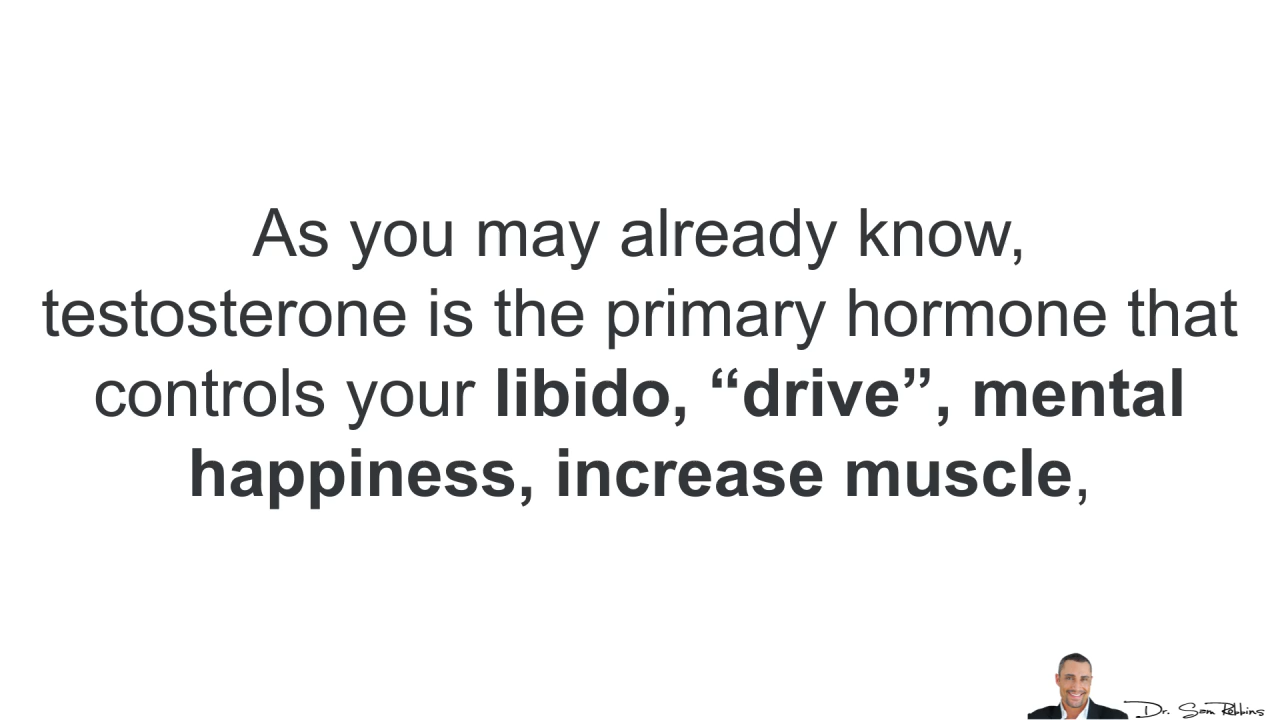 As you may already know,
testosterone is the primary hormone that
controls your libido, “drive”, mental
happiness, increase muscle,
Dr. Sam Robbins